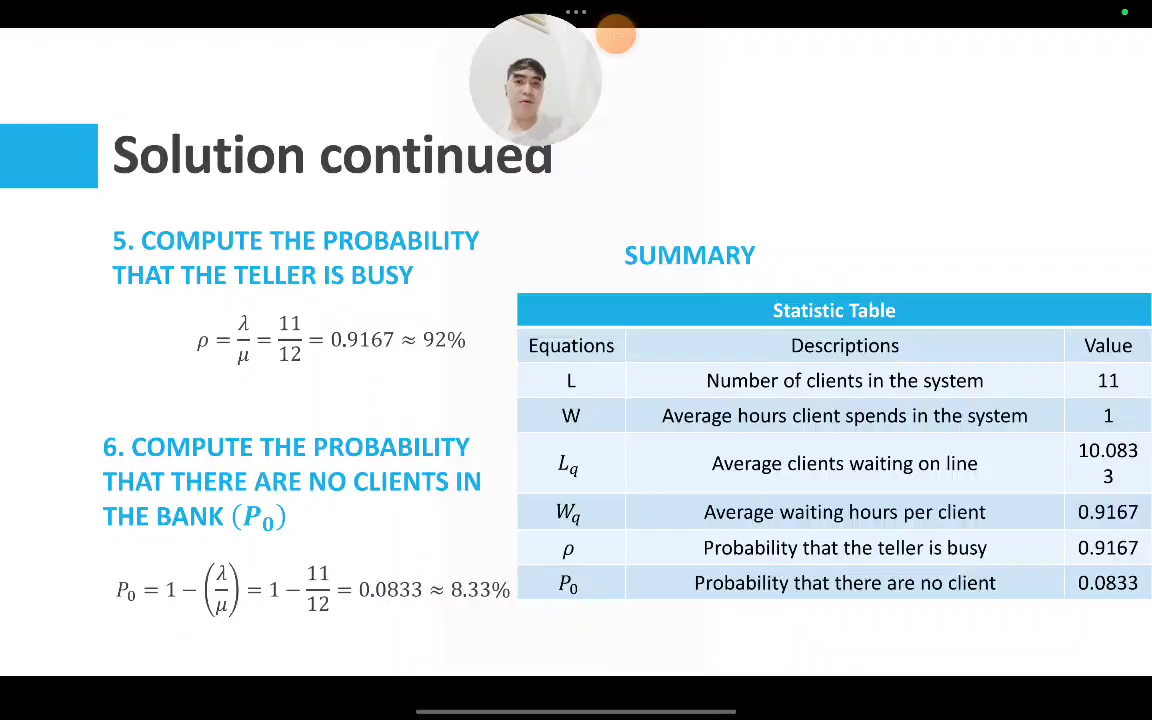 Solution continued
5. COMPUTE THE PROBABILITY
THAT THE TELLER IS BUSY
ρ = λ/μ = 11/12 = 0.9167 ≈ 92%
6. COMPUTE THE PROBABILITY
THAT THERE ARE NO CLIENTS IN
THE BANK (P₀)
P₀ = 1 − (λ/μ) = 1 − 11/12 = 0.0833 ≈ 8.33%
SUMMARY
Statistic Table
Equations Descriptions Value
L Number of clients in the system 11
W Average hours client spends in the system 1
L_q Average clients waiting on line 10.083
3
W_q Average waiting hours per client 0.9167
ρ Probability that the teller is busy 0.9167
P₀ Probability that there are no client 0.0833